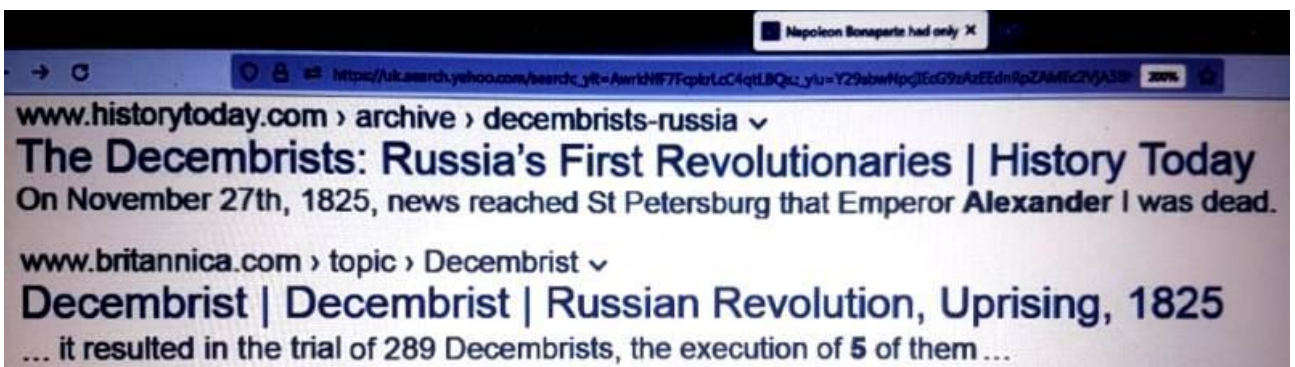 Napoleon Bonaparte had only ×
200%
www.historytoday.com › archive › decembrists-russia
The Decembrists: Russia's First Revolutionaries | History Today
On November 27th, 1825, news reached St Petersburg that Emperor Alexander I was dead.
www.britannica.com › topic › Decembrist
Decembrist | Decembrist | Russian Revolution, Uprising, 1825
... it resulted in the trial of 289 Decembrists, the execution of 5 of them ...